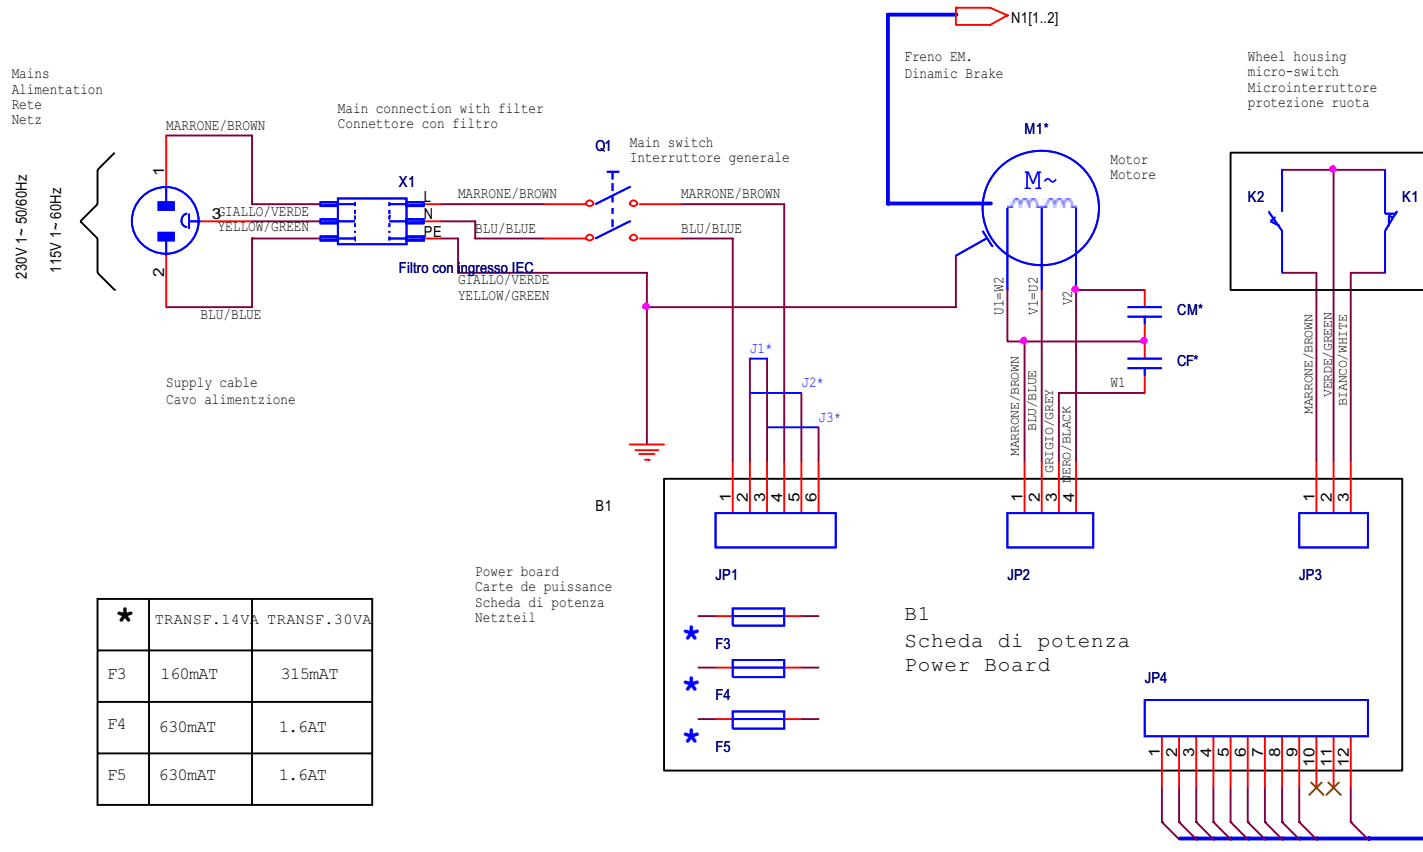 N1[1..2]
Freno EM.
Dinamic Brake
Wheel housing
micro-switch
Microinterruttore
protezione ruota
Mains
Alimentation
Rete
Netz
Main connection with filter
Connettore con filtro
MARRONE/BROWN
M1*
Q1
Main switch
Interruttore generale
Motor
Motore
230V 1~ 50/60Hz
115V 1~ 60Hz
1
2
3
GIALLO/VERDE
YELLOW/GREEN
BLU/BLUE
X1
L
N
PE
MARRONE/BROWN
MARRONE/BROWN
BLU/BLUE
BLU/BLUE
M~
K2
K1
Filtro con ingresso IEC
GIALLO/VERDE
YELLOW/GREEN
U1=W2
V1=U2
V2
CM*
CF*
W1
J1*
J2*
J3*
MARRONE/BROWN
BLU/BLUE
GRIGIO/GREY
NERO/BLACK
MARRONE/BROWN
VERDE/GREEN
BIANCO/WHITE
Supply cable
Cavo alimentzione
B1
1 2 3 4 5 6
1 2 3 4
1 2 3
JP1
JP2
JP3
Power board
Carte de puissance
Scheda di potenza
Netzteil
B1
Scheda di potenza
Power Board
* F3
* F4
* F5
JP4
1 2 3 4 5 6 7 8 9 10 11 12
* TRANSF.14VA TRANSF.30VA
F3 160mAT 315mAT
F4 630mAT 1.6AT
F5 630mAT 1.6AT